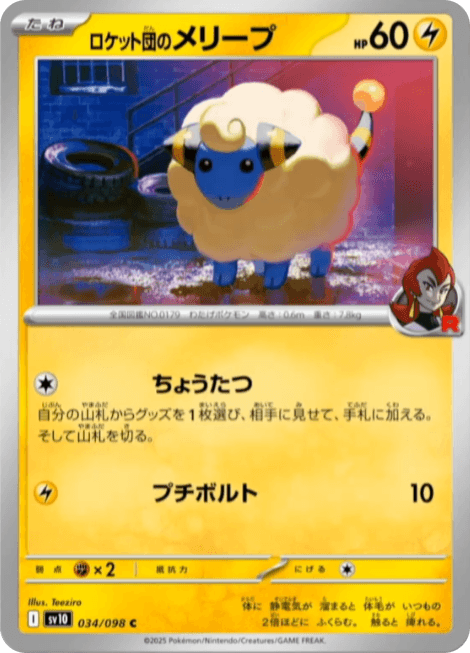 たね ロケット団のメリープ HP60
全国図鑑NO.0179 わたげポケモン 高さ：0.6m 重さ：7.8kg
R
ちょうたつ
自分の山札からグッズを1枚選び、相手に見せて、手札に加える。
そして山札を切る。
プチボルト 10
弱点 ×2 抵抗力 にげる
Illus. Teeziro
体に 静電気が 溜まると 体毛が いつもの
I sv10 034/098 C
2倍ほどに ふくらむ。 触ると 痺れる。
©2025 Pokémon/Nintendo/Creatures/GAME FREAK.